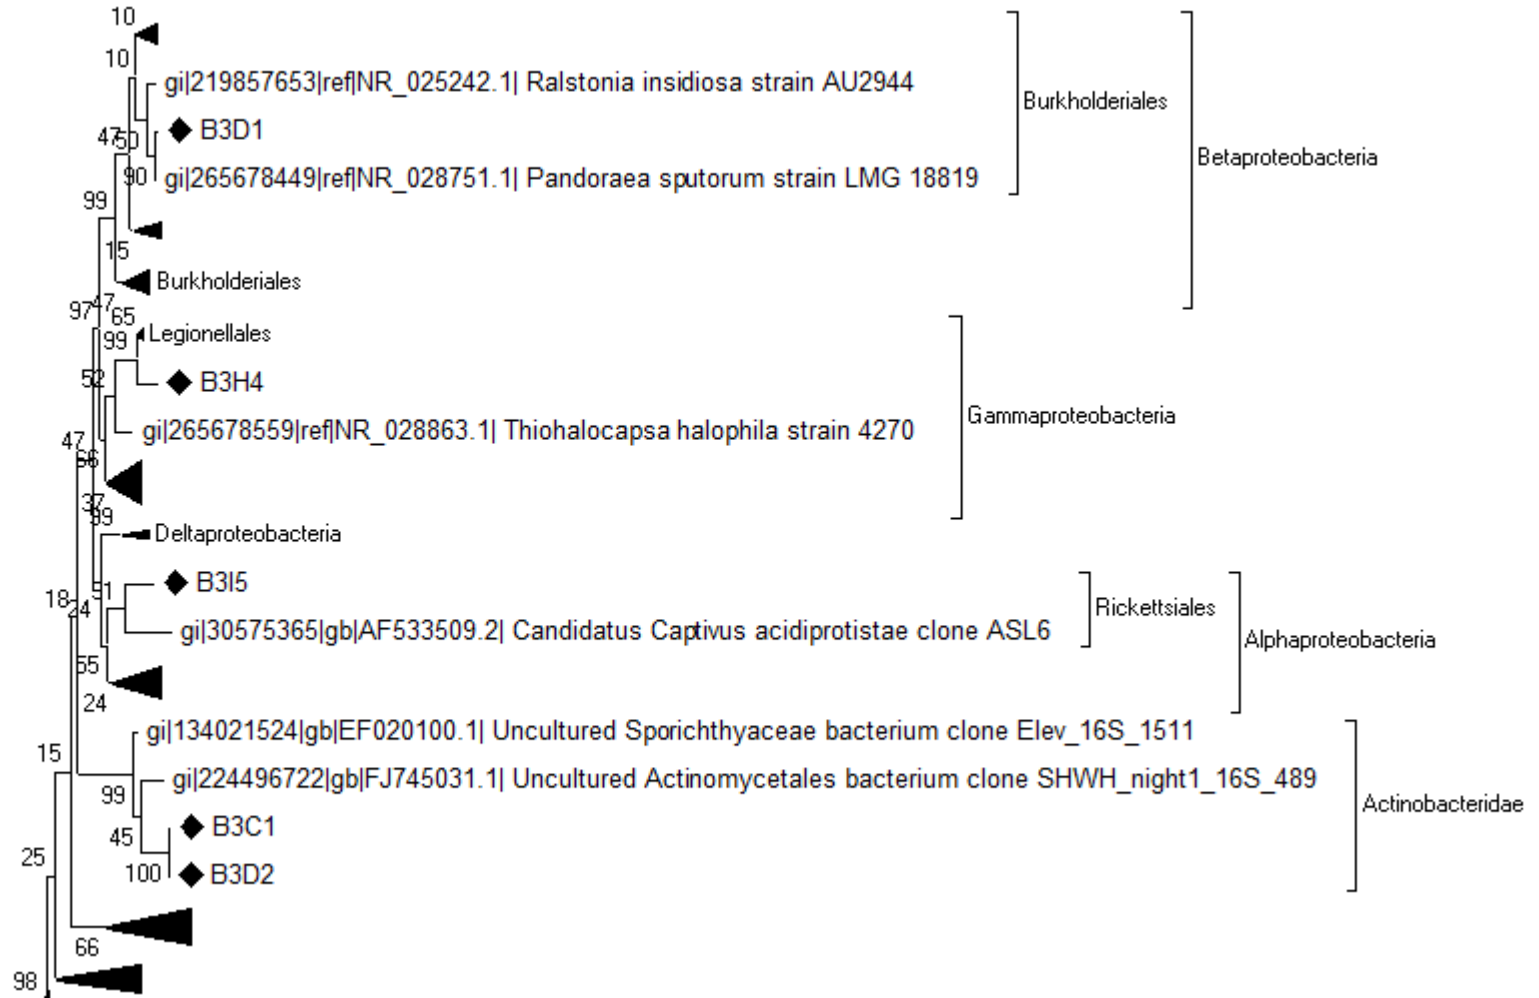 10
10
gi|219857653|ref|NR_025242.1| Ralstonia insidiosa strain AU2944
Burkholderiales
B3D1
47
50
Betaproteobacteria
90
gi|265678449|ref|NR_028751.1| Pandoraea sputorum strain LMG 18819
99
15
Burkholderiales
97
47
65
99
Legionellales
52
B3H4
Gammaproteobacteria
gi|265678559|ref|NR_028863.1| Thiohalocapsa halophila strain 4270
47
37
99
Deltaproteobacteria
51
B3I5
18
24
Rickettsiales
gi|30575365|gb|AF533509.2| Candidatus Captivus acidiprotistae clone ASL6
Alphaproteobacteria
55
24
gi|134021524|gb|EF020100.1| Uncultured Sporichthyaceae bacterium clone Elev_16S_1511
15
gi|224496722|gb|FJ745031.1| Uncultured Actinomycetales bacterium clone SHWH_night1_16S_489
99
Actinobacteridae
B3C1
45
25
100
B3D2
66
98